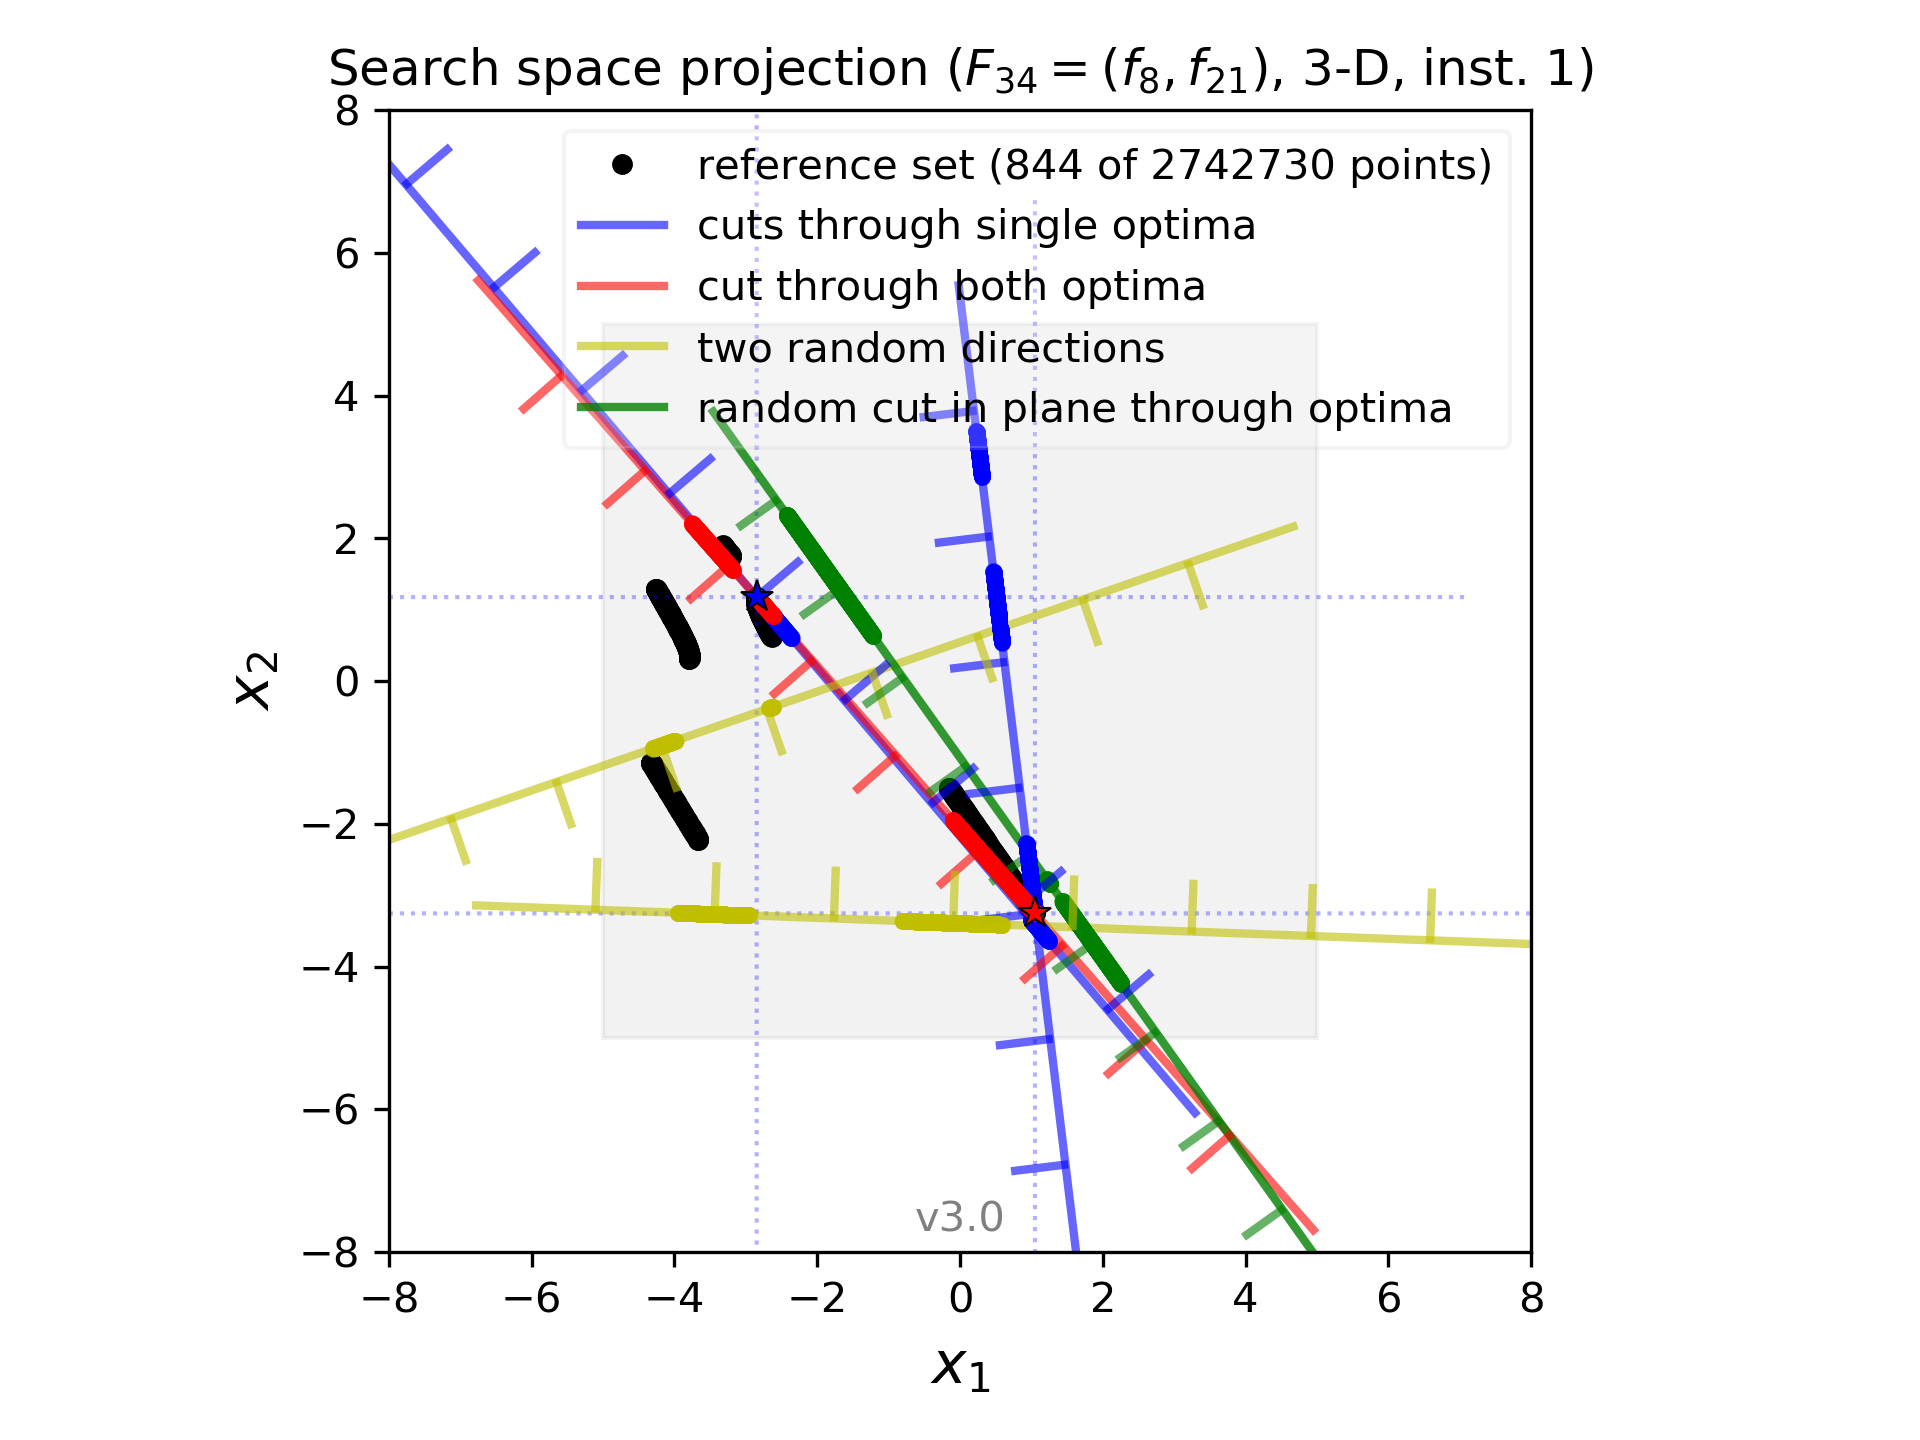 Search space projection (F34 = (f8, f21), 3-D, inst. 1)
reference set (844 of 2742730 points)
cuts through single optima
cut through both optima
two random directions
random cut in plane through optima
8
6
4
2
0
−2
−4
−6
−8
x2
v3.0
−8 −6 −4 −2 0 2 4 6 8
x1